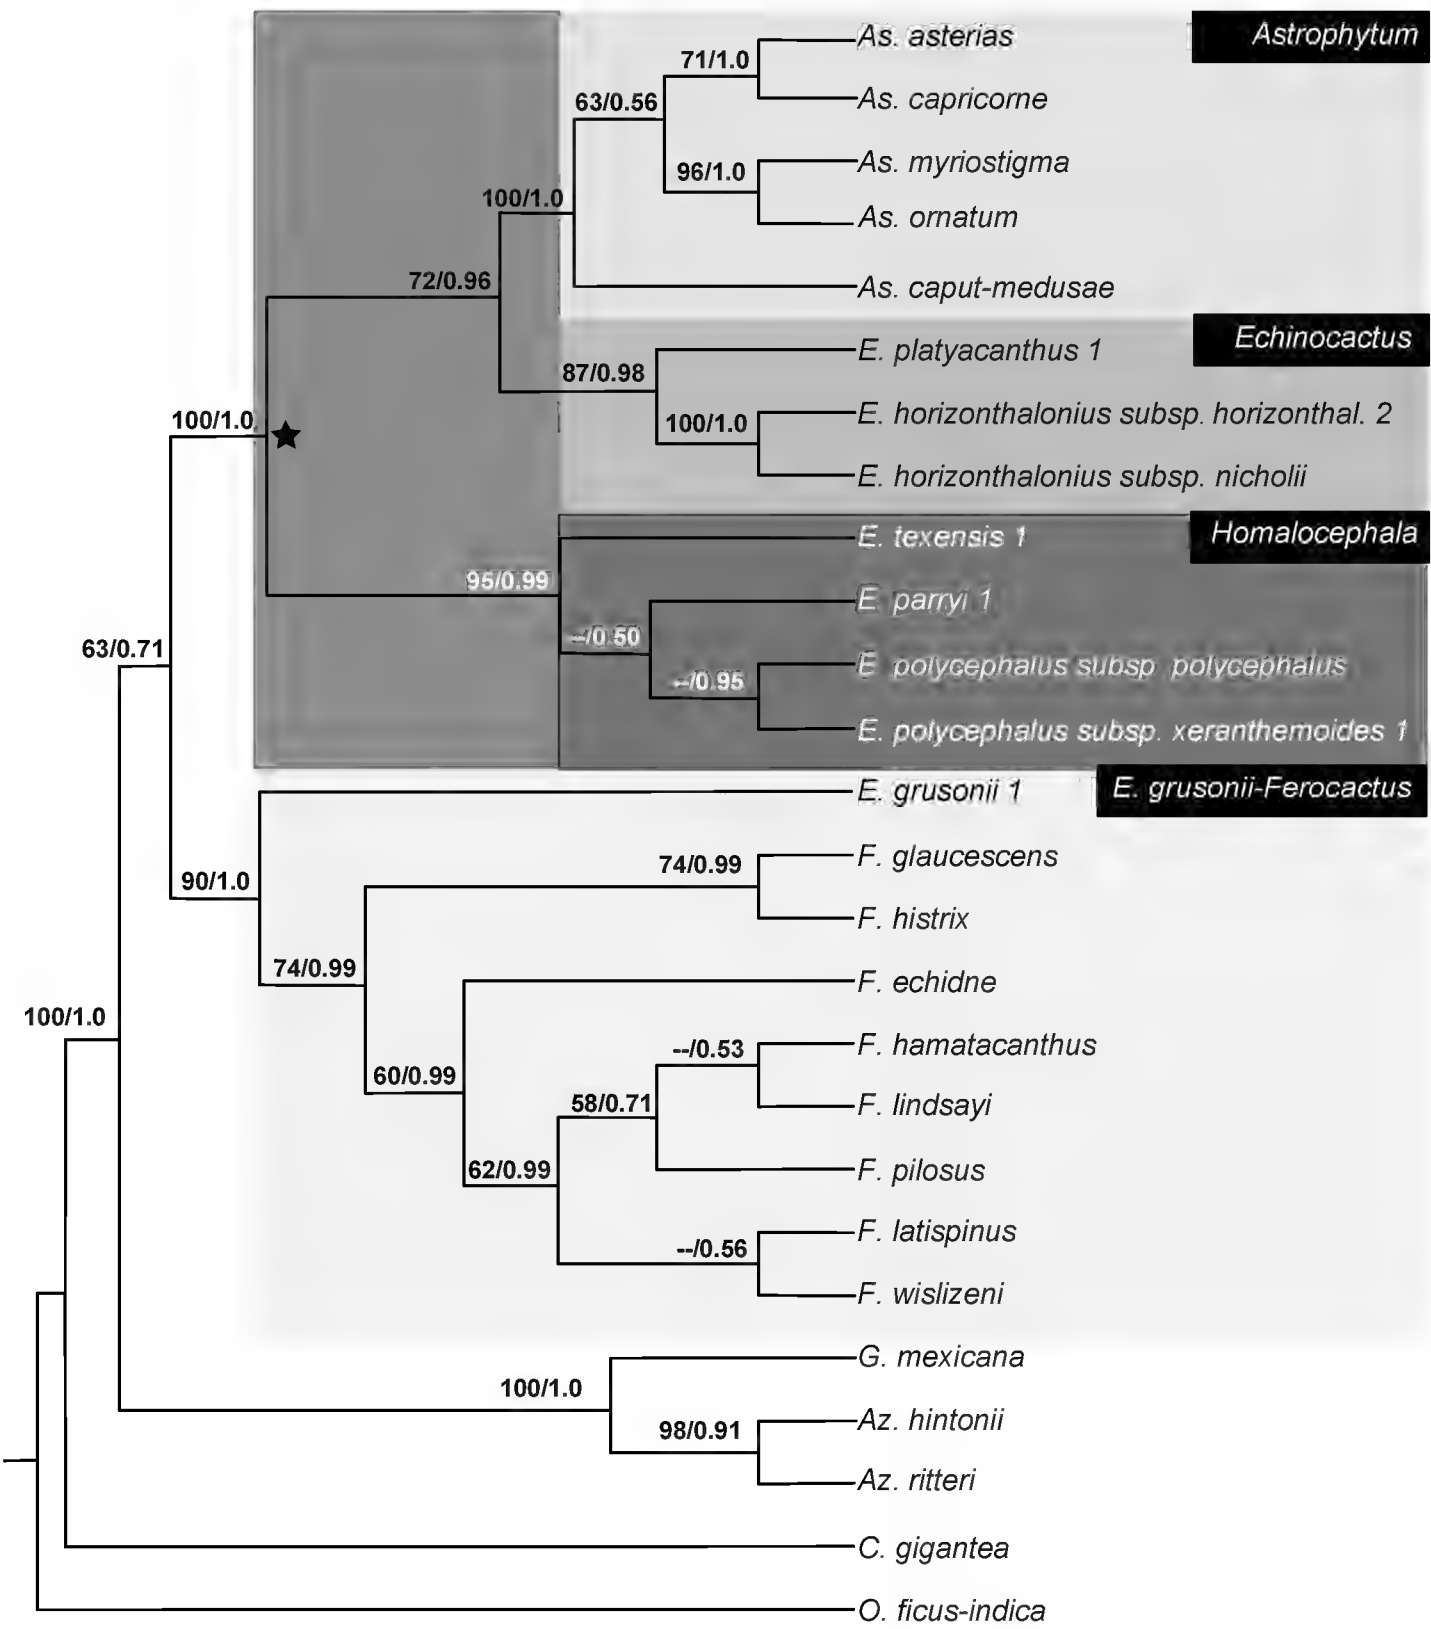 As. asterias
Astrophytum
71/1.0
As. capricorne
63/0.56
As. myriostigma
96/1.0
As. ornatum
100/1.0
72/0.96
As. caput-medusae
Echinocactus
E. platyacanthus 1
87/0.98
E. horizonthalonius subsp. horizonthal. 2
100/1.0
100/1.0
E. horizonthalonius subsp. nicholii
Homalocephala
E. texensis 1
95/0.99
E. parryi 1
--/0.50
63/0.71
E. polycephalus subsp. polycephalus
--/0.95
E. polycephalus subsp. xeranthemoides 1
E. grusonii 1
E. grusonii-Ferocactus
F. glaucescens
74/0.99
90/1.0
F. histrix
74/0.99
F. echidne
100/1.0
F. hamatacanthus
--/0.53
60/0.99
58/0.71
F. lindsayi
62/0.99
F. pilosus
F. latispinus
--/0.56
F. wislizeni
G. mexicana
100/1.0
Az. hintonii
98/0.91
Az. ritteri
C. gigantea
O. ficus-indica